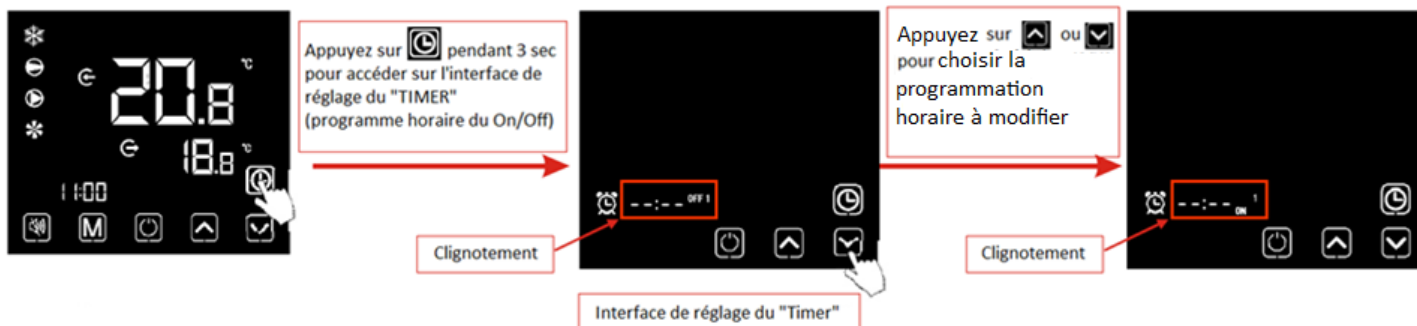 20.8 °C
18.8 °C
11:00
M
Appuyez sur pendant 3 sec
pour accéder sur l'interface de
réglage du "TIMER"
(programme horaire du On/Off)
--:-- OFF 1
Clignotement
Interface de réglage du "Timer"
Appuyez sur ou
pour choisir la
programmation
horaire à modifier
--:-- ON 1
Clignotement